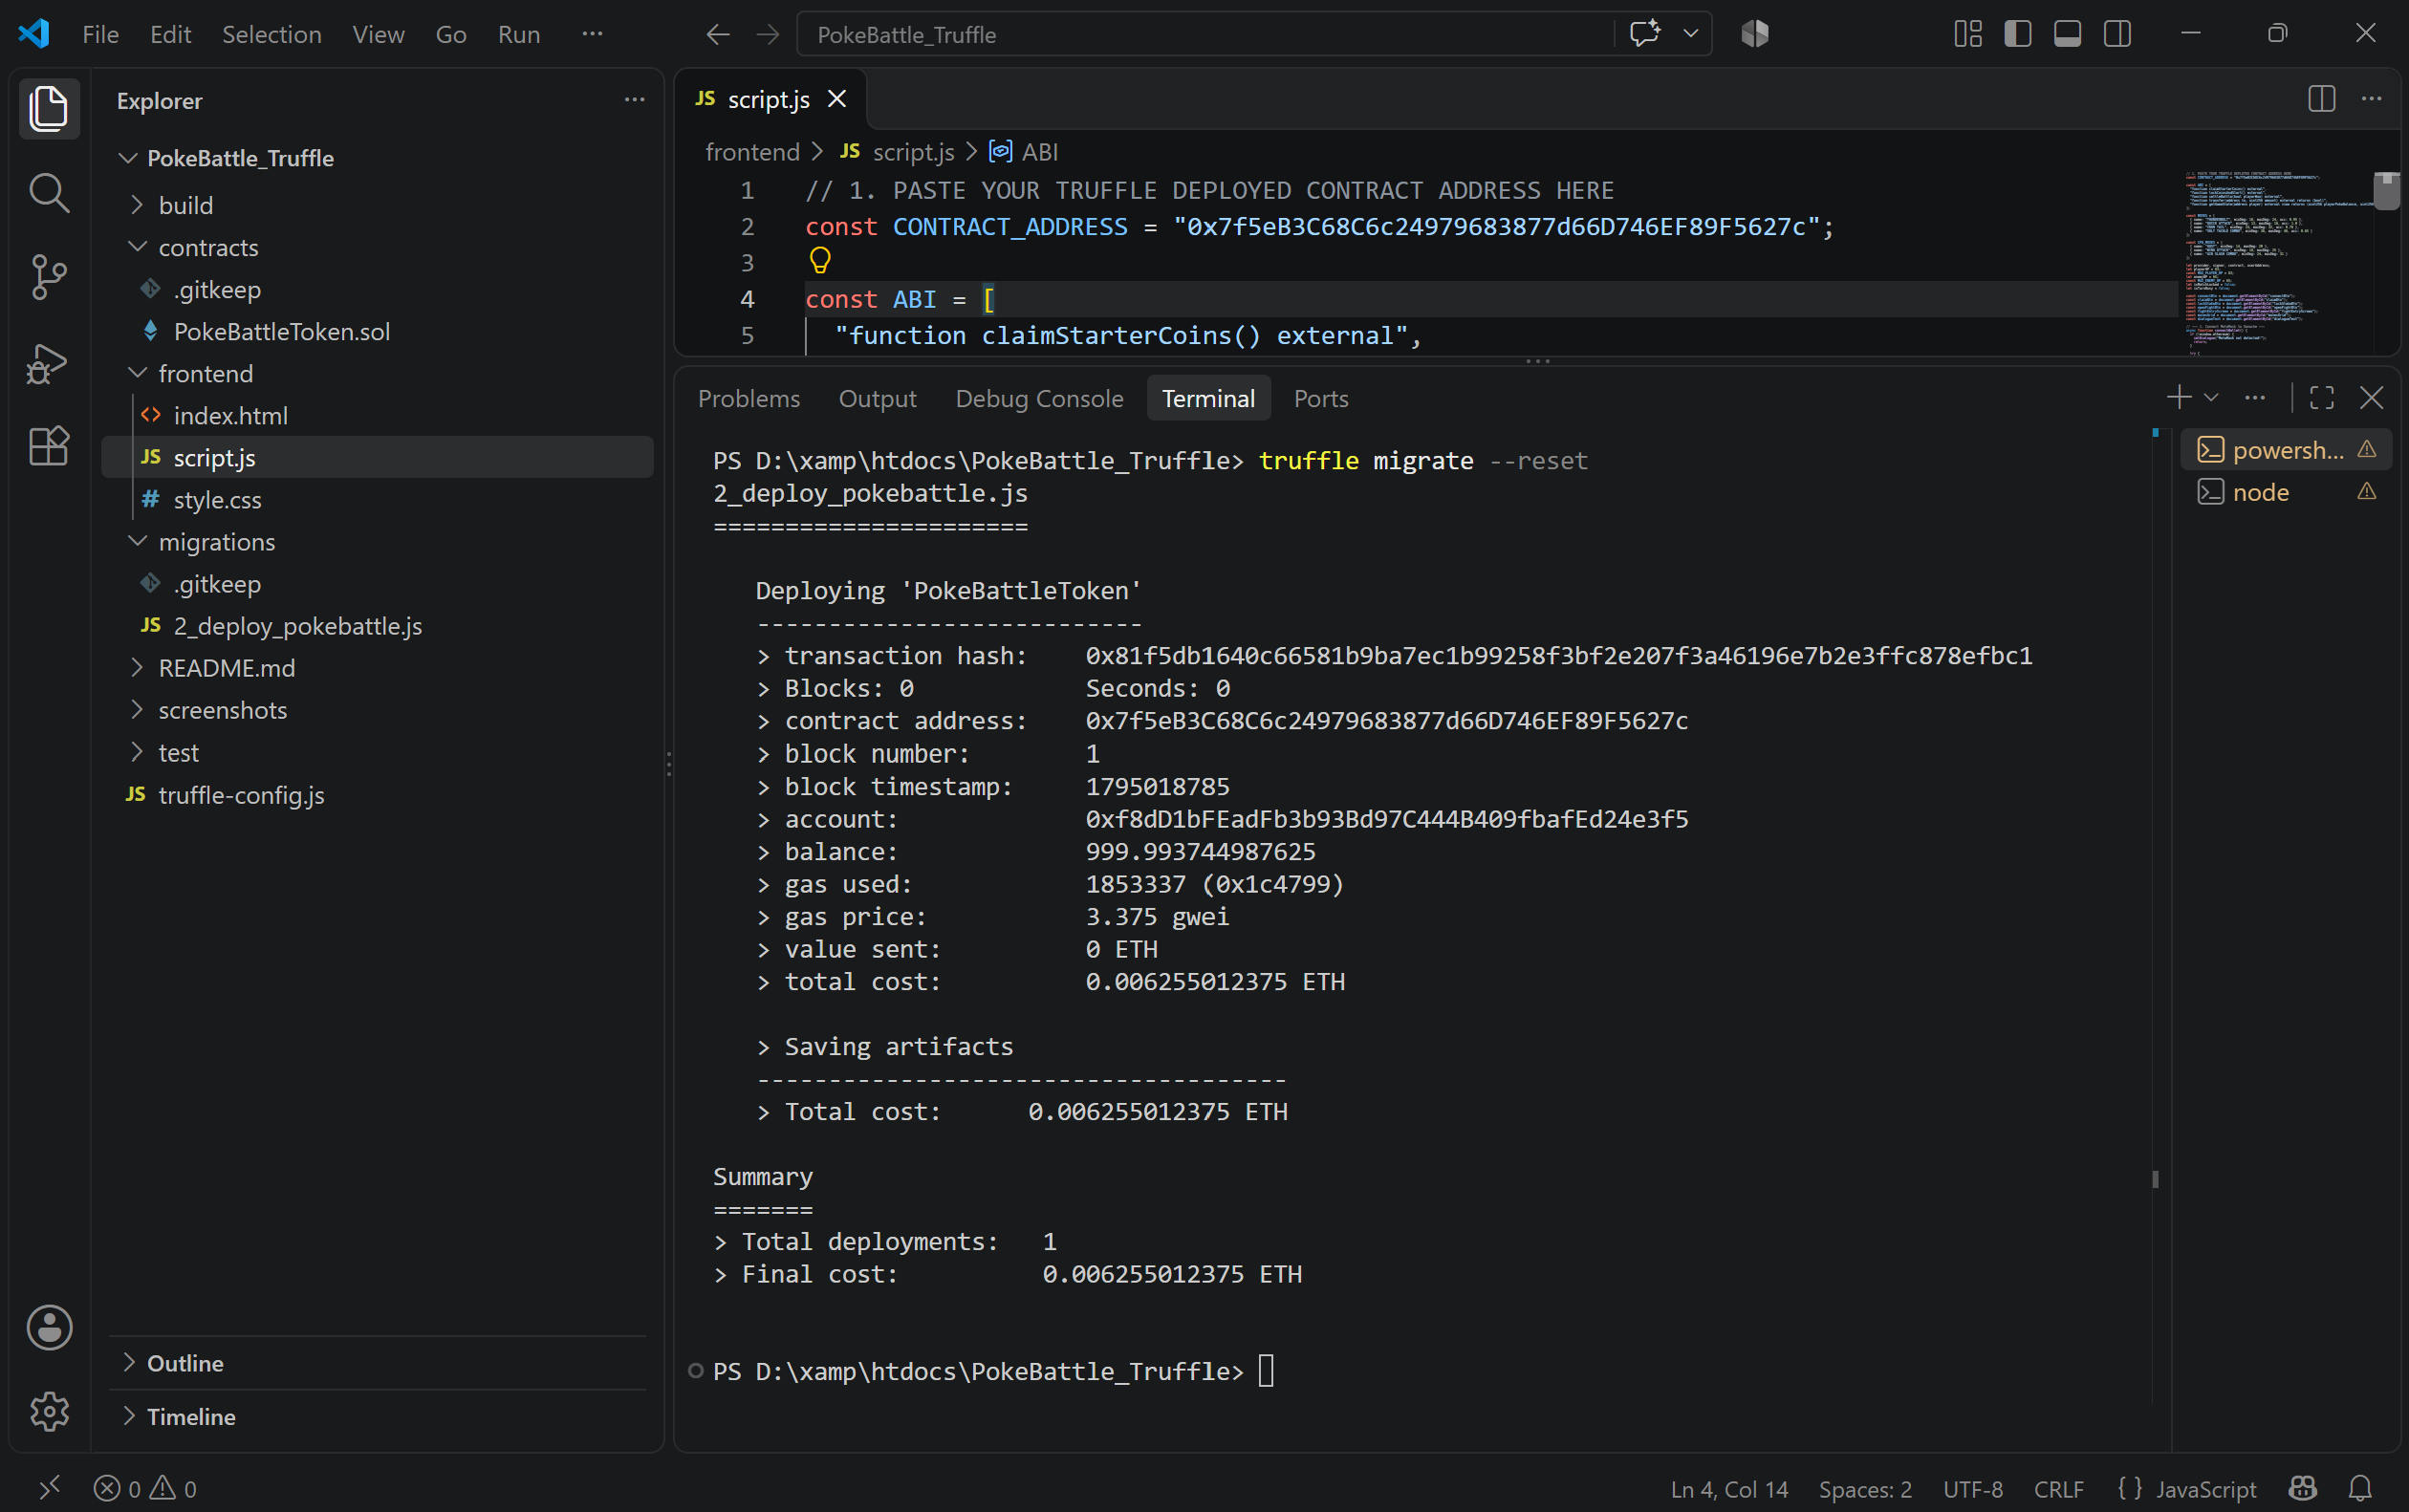 File Edit Selection View Go Run ···
PokeBattle_Truffle
Explorer
PokeBattle_Truffle
build
contracts
.gitkeep
PokeBattleToken.sol
frontend
index.html
JS script.js
# style.css
migrations
.gitkeep
JS 2_deploy_pokebattle.js
README.md
screenshots
test
JS truffle-config.js
Outline
Timeline
JS script.js
frontend > JS script.js > ABI
1 // 1. PASTE YOUR TRUFFLE DEPLOYED CONTRACT ADDRESS HERE
2 const CONTRACT_ADDRESS = "0x7f5eB3C68C6c24979683877d66D746EF89F5627c";
3
4 const ABI = [
5 "function claimStarterCoins() external",
Problems Output Debug Console Terminal Ports
powersh...
node
PS D:\xamp\htdocs\PokeBattle_Truffle> truffle migrate --reset
2_deploy_pokebattle.js
======================
Deploying 'PokeBattleToken'
---------------------------
> transaction hash: 0x81f5db1640c66581b9ba7ec1b99258f3bf2e207f3a46196e7b2e3ffc878efbc1
> Blocks: 0 Seconds: 0
> contract address: 0x7f5eB3C68C6c24979683877d66D746EF89F5627c
> block number: 1
> block timestamp: 1795018785
> account: 0xf8dD1bFEadFb3b93Bd97C444B409fbafEd24e3f5
> balance: 999.993744987625
> gas used: 1853337 (0x1c4799)
> gas price: 3.375 gwei
> value sent: 0 ETH
> total cost: 0.006255012375 ETH
> Saving artifacts
-------------------------------------
> Total cost: 0.006255012375 ETH
Summary
=======
> Total deployments: 1
> Final cost: 0.006255012375 ETH
PS D:\xamp\htdocs\PokeBattle_Truffle>
0 0
Ln 4, Col 14 Spaces: 2 UTF-8 CRLF { } JavaScript